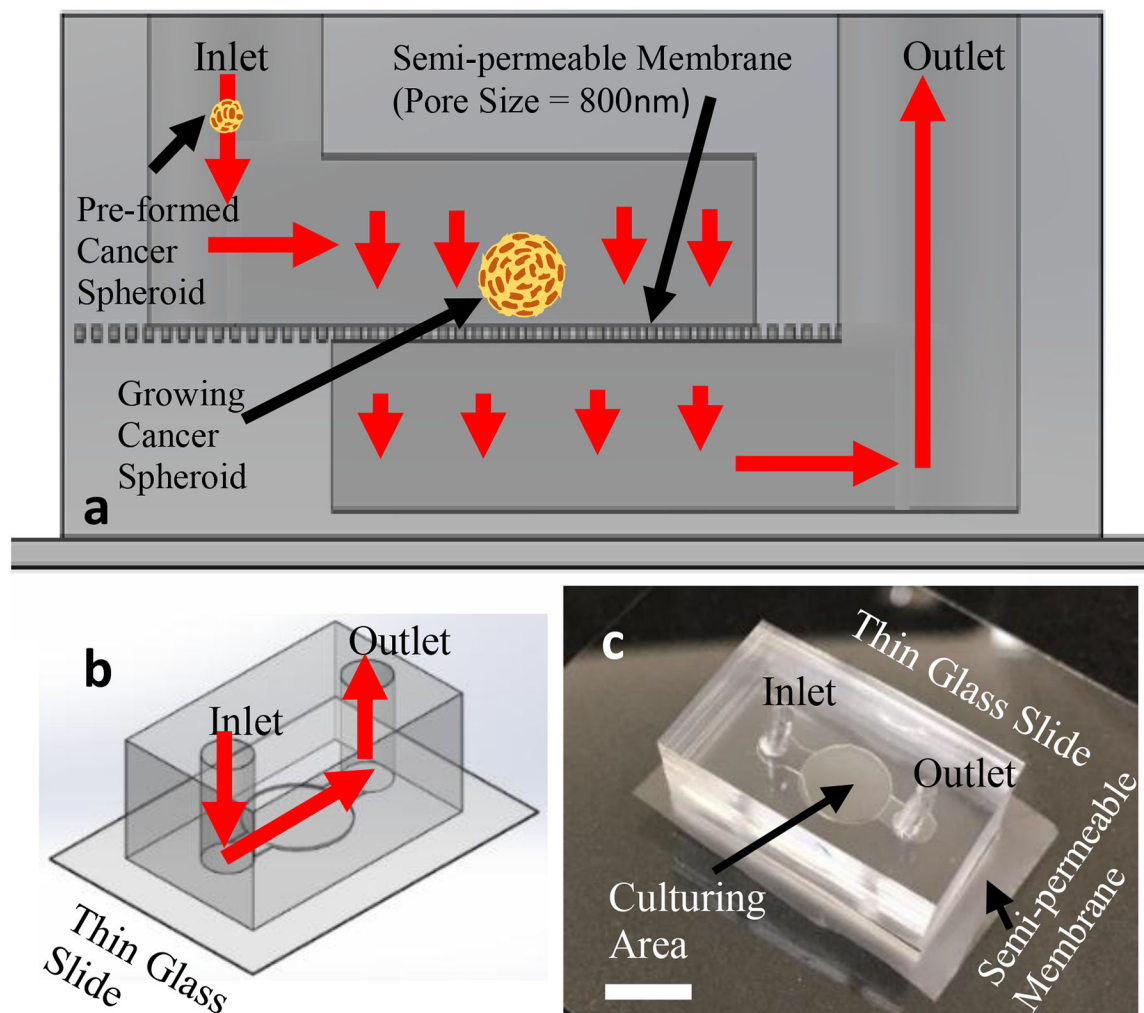 Inlet
Semi-permeable Membrane
(Pore Size = 800nm)
Outlet
Pre-formed
Cancer
Spheroid
Growing
Cancer
Spheroid
a
b
Outlet
Inlet
Thin Glass
Slide
c
Thin Glass Slide
Inlet
Outlet
Culturing
Area
Semi-permeable
Membrane